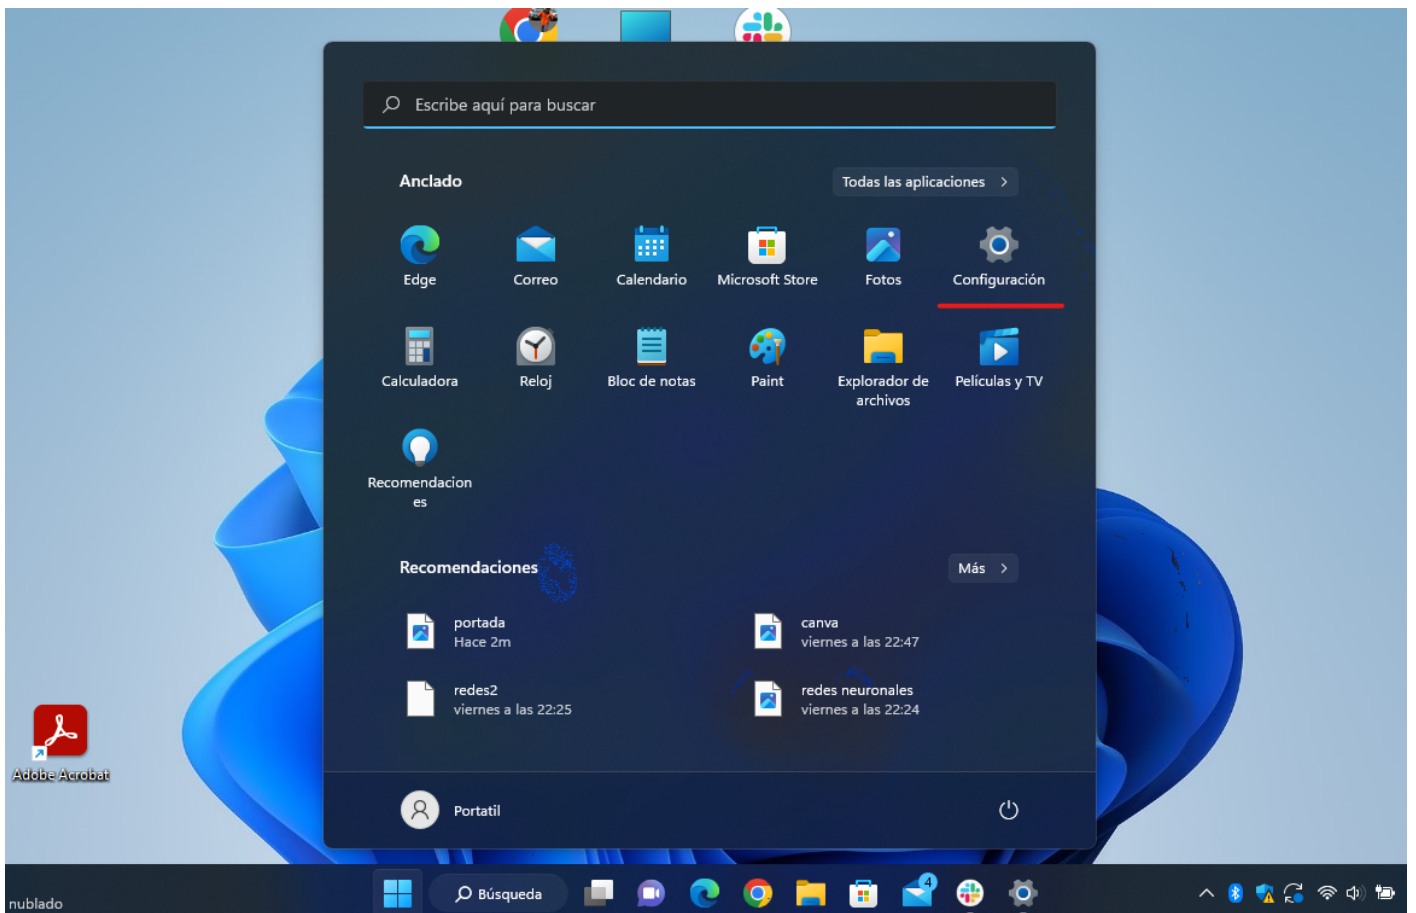 Escribe aquí para buscar
Anclado
Todas las aplicaciones
Edge
Correo
Calendario
Microsoft Store
Fotos
Configuración
Calculadora
Reloj
Bloc de notas
Paint
Explorador de
archivos
Películas y TV
Recomendacion
es
Recomendaciones
Más
portada
Hace 2m
canva
viernes a las 22:47
redes2
viernes a las 22:25
redes neuronales
viernes a las 22:24
Adobe Acrobat
Portatil
nublado
Búsqueda
4